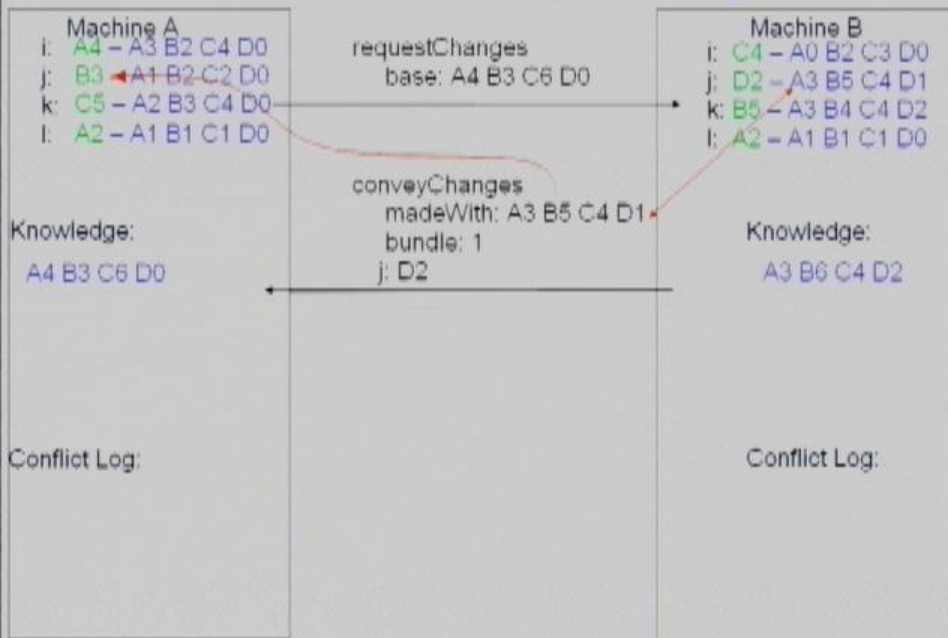 Machine A
i: A4 – A3 B2 C4 D0
j: B3 – A1 B2 C2 D0
k: C5 – A2 B3 C4 D0
l: A2 – A1 B1 C1 D0
Knowledge:
A4 B3 C6 D0
Conflict Log:
requestChanges
base: A4 B3 C6 D0
conveyChanges
madeWith: A3 B5 C4 D1
bundle: 1
j: D2
Machine B
i: C4 – A0 B2 C3 D0
j: D2 – A3 B5 C4 D1
k: B5 – A3 B4 C4 D2
l: A2 – A1 B1 C1 D0
Knowledge:
A3 B6 C4 D2
Conflict Log: